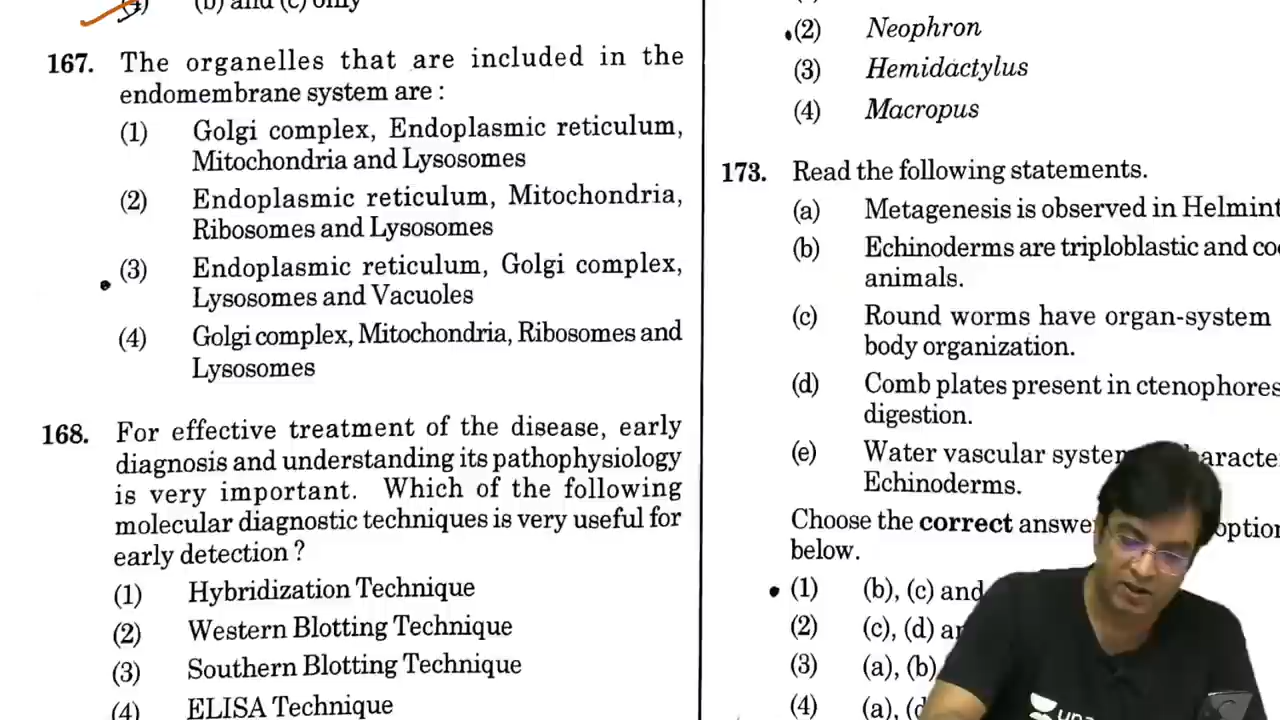 (4) (b) and (c) only
167. The organelles that are included in the
endomembrane system are :
(1) Golgi complex, Endoplasmic reticulum,
Mitochondria and Lysosomes
(2) Endoplasmic reticulum, Mitochondria,
Ribosomes and Lysosomes
(3) Endoplasmic reticulum, Golgi complex,
Lysosomes and Vacuoles
(4) Golgi complex, Mitochondria, Ribosomes and
Lysosomes
168. For effective treatment of the disease, early
diagnosis and understanding its pathophysiology
is very important. Which of the following
molecular diagnostic techniques is very useful for
early detection ?
(1) Hybridization Technique
(2) Western Blotting Technique
(3) Southern Blotting Technique
(4) ELISA Technique
(2) Neophron
(3) Hemidactylus
(4) Macropus
173. Read the following statements.
(a) Metagenesis is observed in Helmint
(b) Echinoderms are triploblastic and coe
animals.
(c) Round worms have organ-system
body organization.
(d) Comb plates present in ctenophores
digestion.
(e) Water vascular system
Echinoderms.
Choose the correct answe option
below.
(1) (b), (c) and
(2) (c), (d)
(3) (a), (b)
(4) (a),